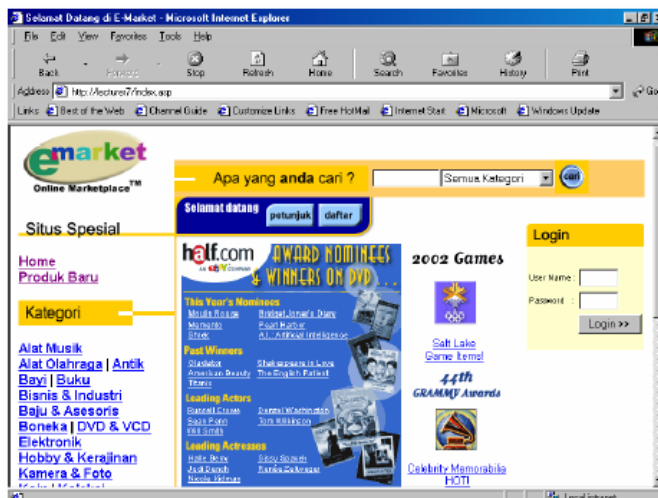 Selamat Datang di E-Market - Microsoft Internet Explorer
File Edit View Favorites Tools Help
Back Forward Stop Refresh Home Search Favorites History Print
Address http://lecturer7/index.asp Go
Links Best of the Web Channel Guide Customize Links Free HotMail Internet Start Microsoft Windows Update
emarket
Online Marketplace™
Apa yang anda cari ? Semua Kategori cari
Selamat datang petunjuk daftar
Situs Spesial
Home
Produk Baru
Kategori
Alat Musik
Alat Olahraga | Antik
Bayi | Buku
Bisnis & Industri
Baju & Asesoris
Boneka | DVD & VCD
Elektronik
Hobby & Kerajinan
Kamera & Foto
half.com
AN ebY COMPANY
AWARD NOMINEES
& WINNERS ON DVD...
This Year's Nominees
Moulin Rouge Bridget Jones's Diary
Memento Pearl Harbor
Shrek A.I.: Artificial Intelligence
Past Winners
Gladiator Shakespeare in Love
American Beauty The English Patient
Titanic
Leading Actors
Russell Crowe Denzel Washington
Sean Penn Tom Wilkinson
Will Smith
Leading Actresses
Halle Berry Sissy Spacek
Judi Dench Renée Zellweger
Nicole Kidman
2002 Games
Salt Lake
Game Items!
44th
GRAMMY Awards
Celebrity Memorabilia
HOT!
Login
User Name :
Password :
Login >>
Local intranet